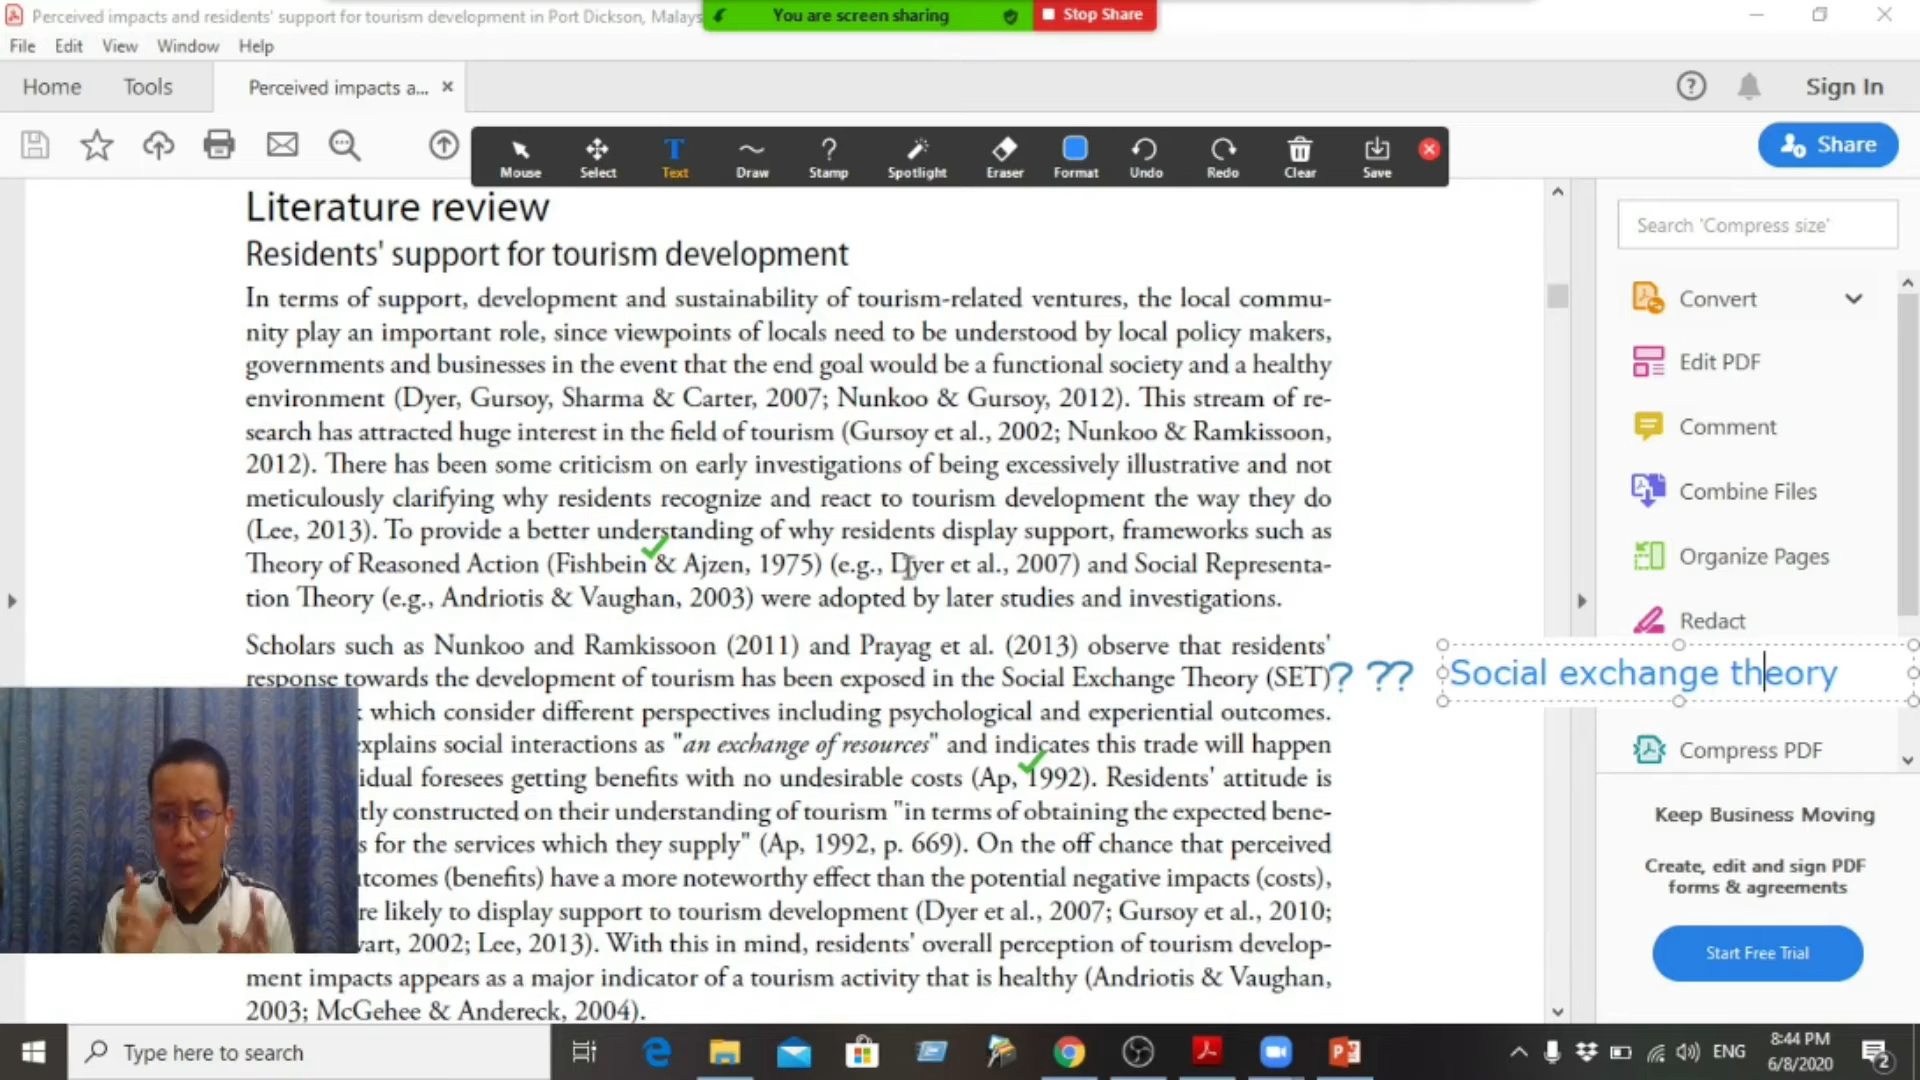 Perceived impacts and residents' support for tourism development in Port Dickson, Malays
You are screen sharing
Stop Share
File Edit View Window Help
Home Tools Perceived impacts a... ×
? Sign In
Mouse Select Text Draw Stamp Spotlight Eraser Format Undo Redo Clear Save
Share
Literature review
Residents' support for tourism development
In terms of support, development and sustainability of tourism-related ventures, the local commu-
nity play an important role, since viewpoints of locals need to be understood by local policy makers,
governments and businesses in the event that the end goal would be a functional society and a healthy
environment (Dyer, Gursoy, Sharma & Carter, 2007; Nunkoo & Gursoy, 2012). This stream of re-
search has attracted huge interest in the field of tourism (Gursoy et al., 2002; Nunkoo & Ramkissoon,
2012). There has been some criticism on early investigations of being excessively illustrative and not
meticulously clarifying why residents recognize and react to tourism development the way they do
(Lee, 2013). To provide a better understanding of why residents display support, frameworks such as
Theory of Reasoned Action (Fishbein & Ajzen, 1975) (e.g., Dyer et al., 2007) and Social Representa-
tion Theory (e.g., Andriotis & Vaughan, 2003) were adopted by later studies and investigations.
Scholars such as Nunkoo and Ramkissoon (2011) and Prayag et al. (2013) observe that residents'
response towards the development of tourism has been exposed in the Social Exchange Theory (SET)
which consider different perspectives including psychological and experiential outcomes.
explains social interactions as "an exchange of resources" and indicates this trade will happen
idual foresees getting benefits with no undesirable costs (Ap, 1992). Residents' attitude is
tly constructed on their understanding of tourism "in terms of obtaining the expected bene-
s for the services which they supply" (Ap, 1992, p. 669). On the off chance that perceived
tcomes (benefits) have a more noteworthy effect than the potential negative impacts (costs),
re likely to display support to tourism development (Dyer et al., 2007; Gursoy et al., 2010;
vart, 2002; Lee, 2013). With this in mind, residents' overall perception of tourism develop-
ment impacts appears as a major indicator of a tourism activity that is healthy (Andriotis & Vaughan,
2003; McGehee & Andereck, 2004).
? ??
Social exchange theory
Search 'Compress size'
Convert
Edit PDF
Comment
Combine Files
Organize Pages
Redact
Compress PDF
Keep Business Moving
Create, edit and sign PDF
forms & agreements
Start Free Trial
Type here to search
ENG
8:44 PM
6/8/2020
2